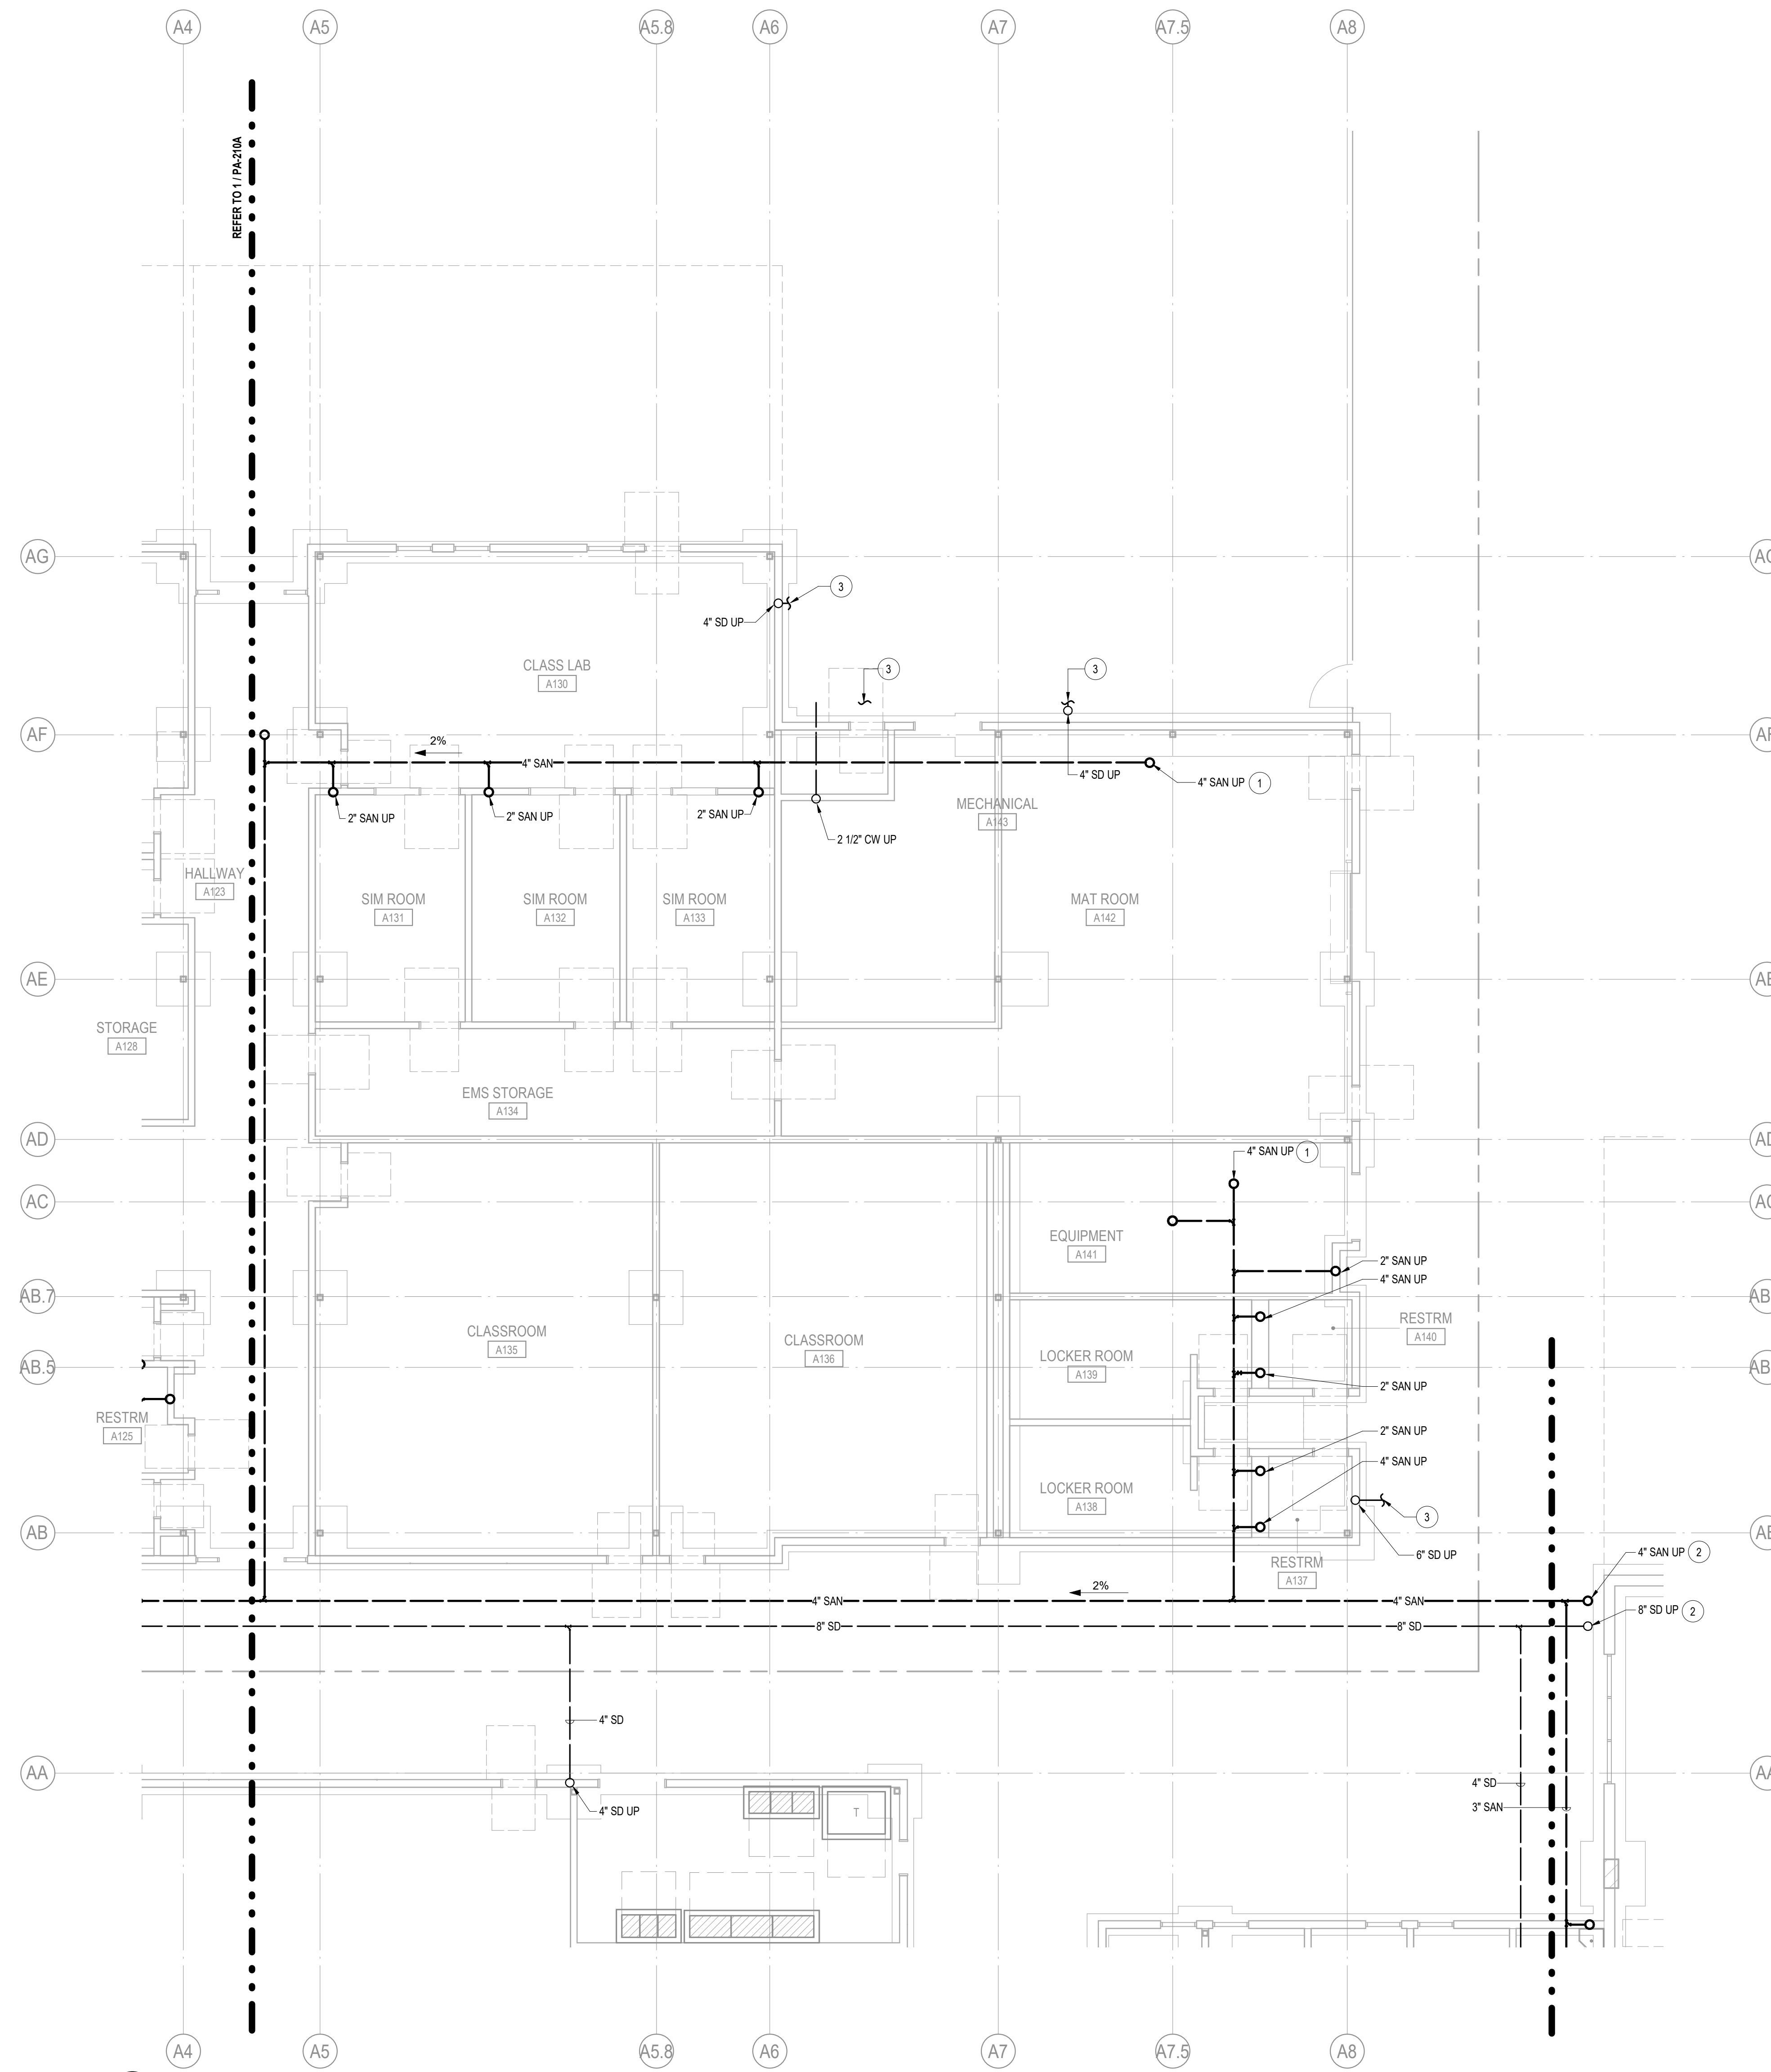 A4
A5
A5.8
A6
A7
A7.5
A8
REFER TO 1 / PA-210A
AG
3
4" SD UP
CLASS LAB
A130
3
3
AF
2%
4" SAN
4" SD UP
4" SAN UP 1
2" SAN UP
2" SAN UP
2" SAN UP
MECHANICAL
A143
2 1/2" CW UP
HALLWAY
A123
SIM ROOM
A131
SIM ROOM
A132
SIM ROOM
A133
MAT ROOM
A142
AE
STORAGE
A128
EMS STORAGE
A134
AD
4" SAN UP 1
AC
EQUIPMENT
A141
2" SAN UP
4" SAN UP
AB.7
CLASSROOM
A135
CLASSROOM
A136
RESTRM
A140
LOCKER ROOM
A139
AB.5
2" SAN UP
RESTRM
A125
2" SAN UP
4" SAN UP
LOCKER ROOM
A138
3
AB
6" SD UP
4" SAN UP 2
RESTRM
A137
2%
4" SAN
4" SAN
8" SD UP 2
8" SD
8" SD
4" SD
AA
4" SD
3" SAN
4" SD UP
T
A4
A5
A5.8
A6
A7
A7.5
A8